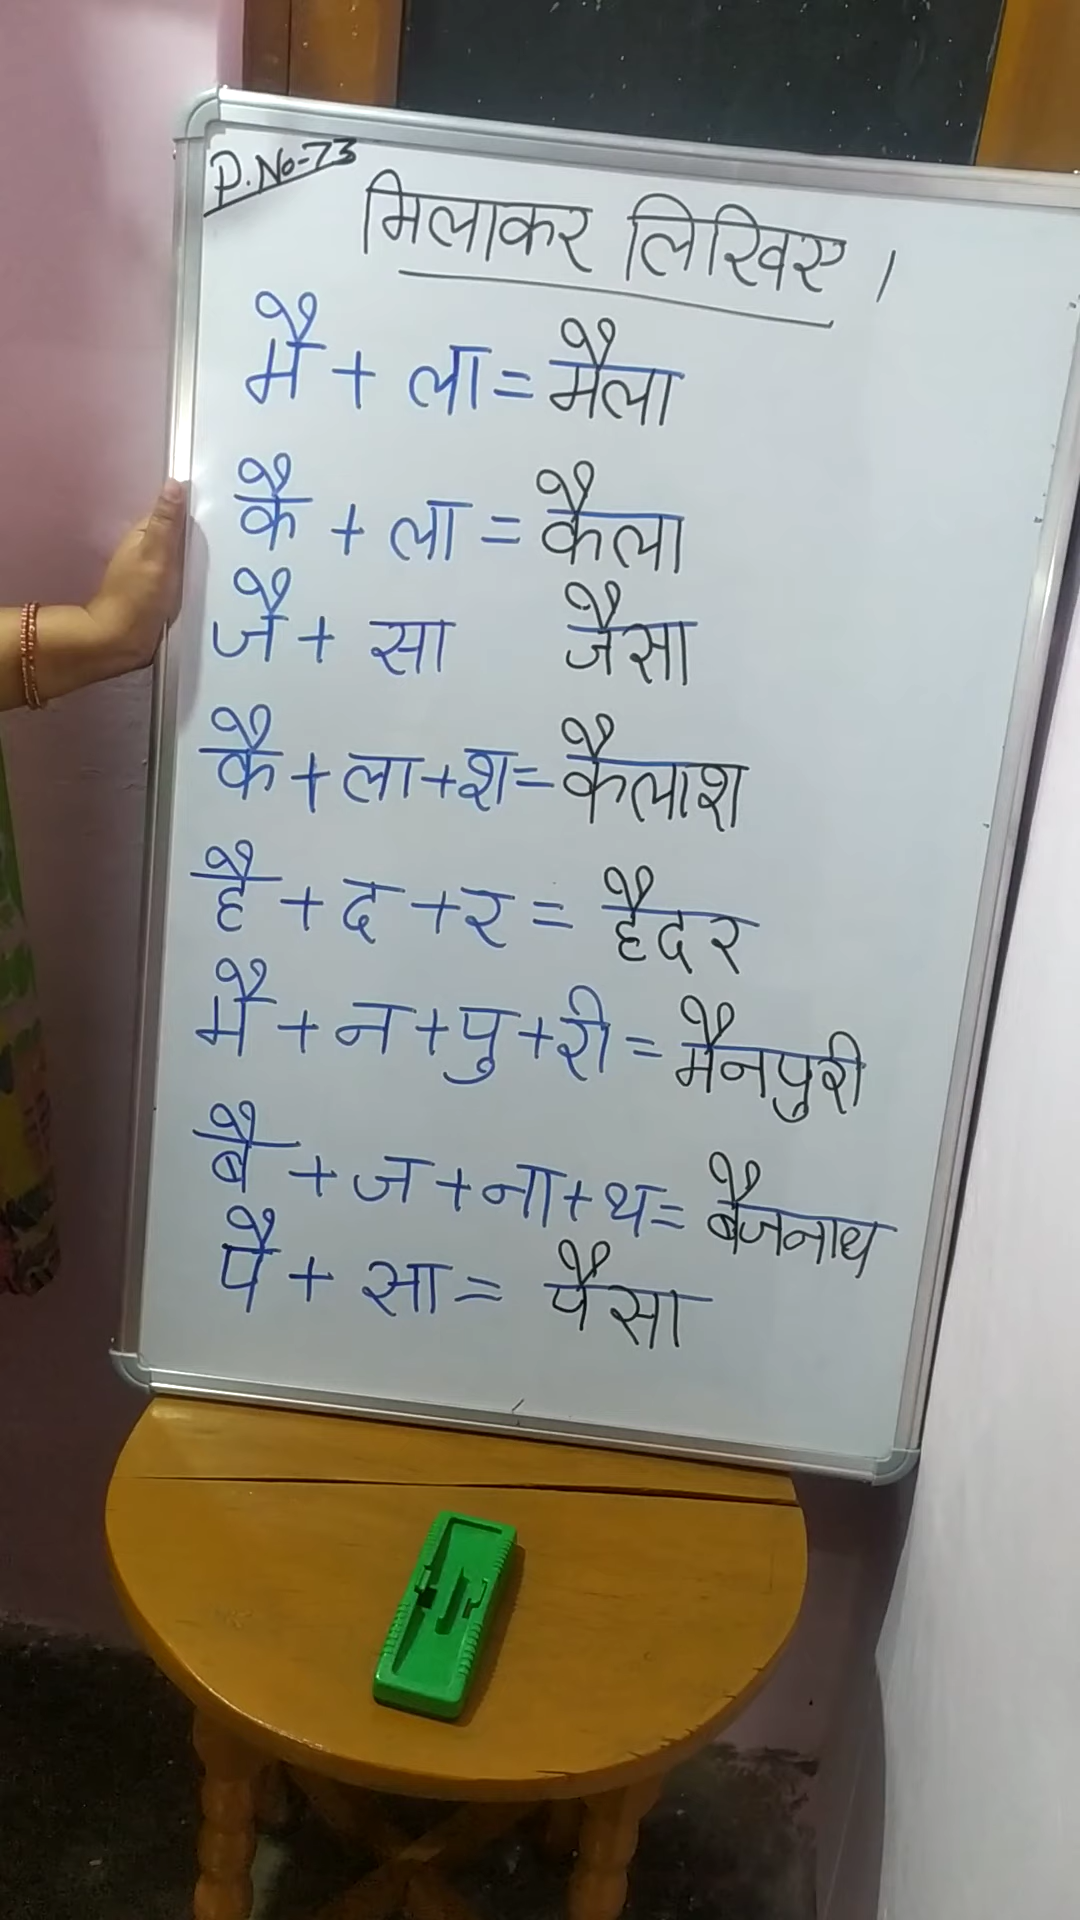 P.No-73
मिलाकर लिखिए ।
मै + ला = मैला
कै + ला = कैला
जै + सा जैसा
कै + ला + श = कैलाश
है + द + र = हैदर
मै + न + पु + री = मैनपुरी
बै + ज + ना + थ = बैजनाथ
पै + सा = पैसा